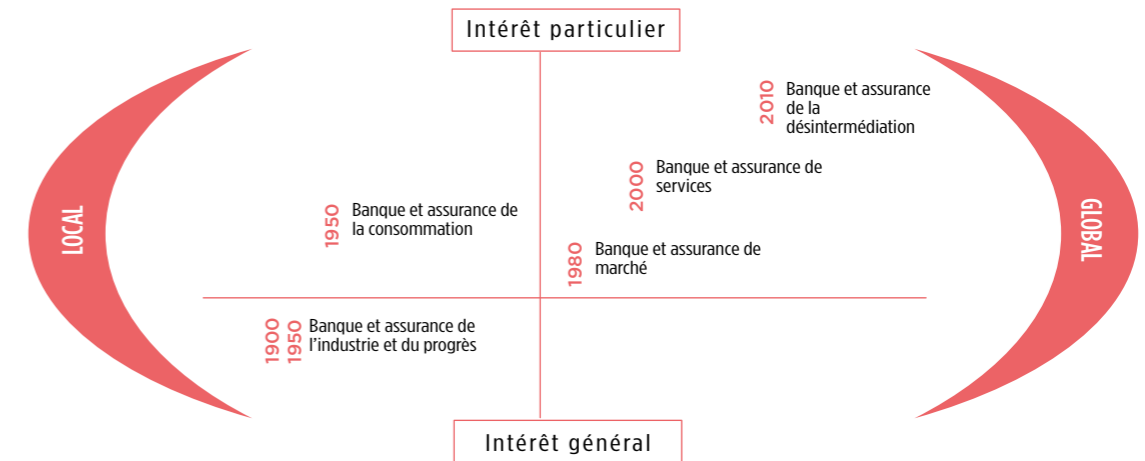 Intérêt particulier
2010
Banque et assurance
de la
désintermédiation
2000
Banque et assurance de
services
1950
Banque et assurance de
la consommation
LOCAL
GLOBAL
1980
Banque et assurance de
marché
1900
1950
Banque et assurance de
l'industrie et du progrès
Intérêt général